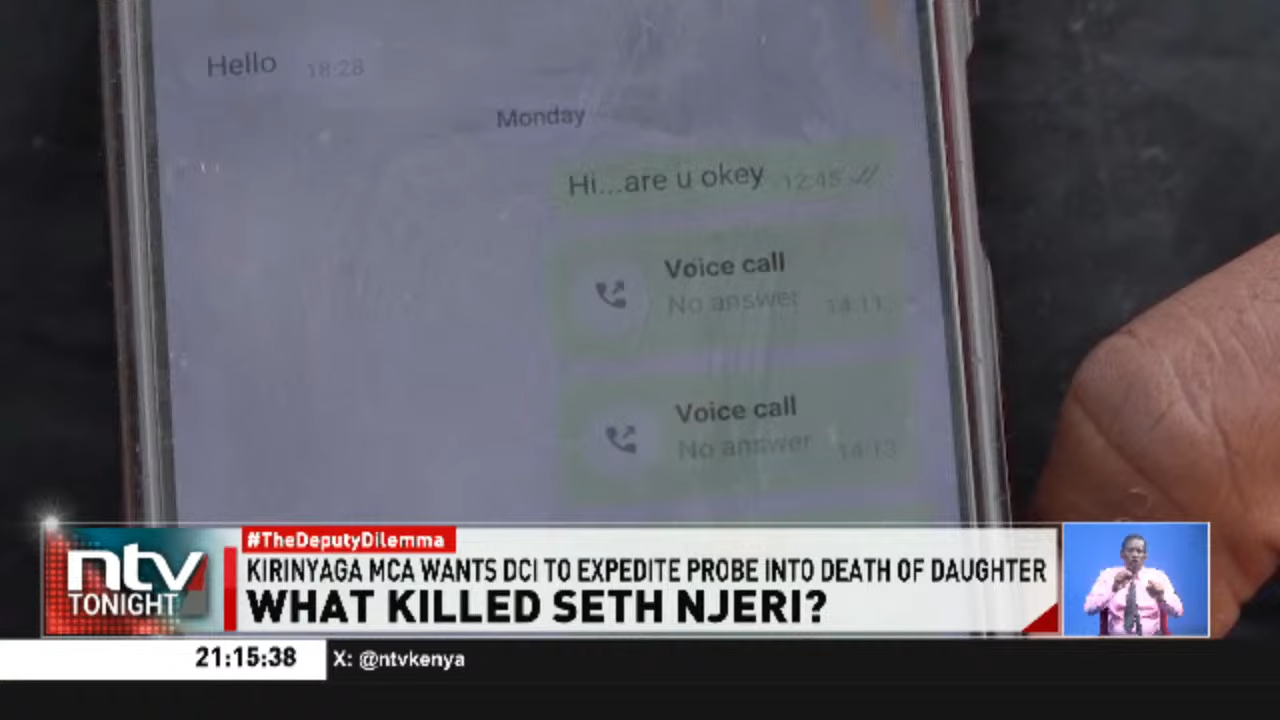 Hello 18:28
Monday
Hi...are u okey 12:45
Voice call
No answer 14:11
Voice call
No answer 14:13
#TheDeputyDilemma
ntv
TONIGHT
KIRINYAGA MCA WANTS DCI TO EXPEDITE PROBE INTO DEATH OF DAUGHTER
WHAT KILLED SETH NJERI?
21:15:38
X: @ntvkenya